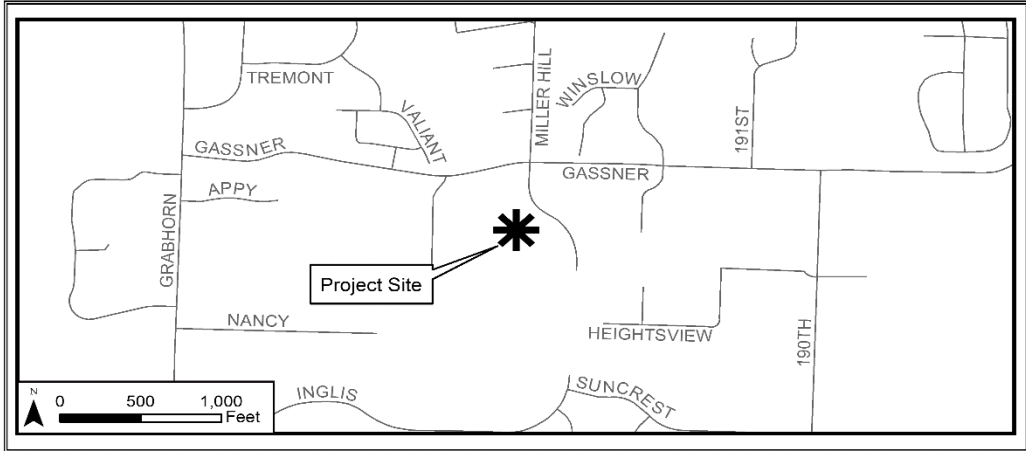 TREMONT
MILLER HILL
WINSLOW
VALIANT
191ST
GASSNER
GASSNER
APPY
GRABHORN
Project Site
NANCY
HEIGHTSVIEW
190TH
INGLIS
SUNCREST
N
0 500 1,000
Feet